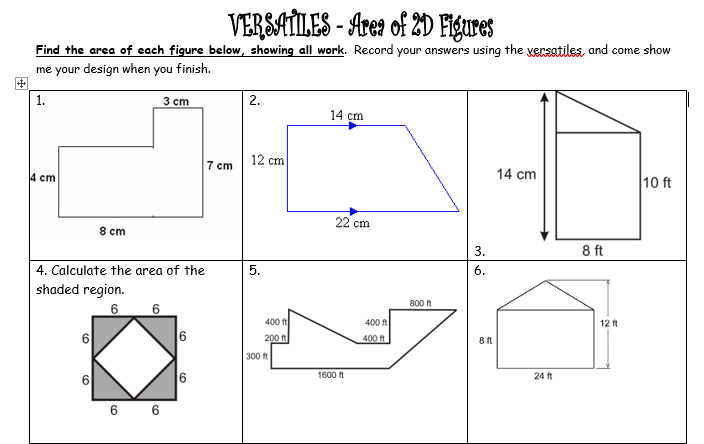 VERSATILES - Area of 2D Figures
Find the area of each figure below, showing all work. Record your answers using the versatiles, and come show
me your design when you finish.
1.
3 cm
4 cm
7 cm
8 cm
2.
14 cm
12 cm
22 cm
14 cm
10 ft
8 ft
3.
4. Calculate the area of the
shaded region.
6 6
6 6
6 6
6 6
5.
800 ft
400 ft 400 ft
200 ft 400 ft
300 ft
1600 ft
6.
12 ft
8 ft
24 ft